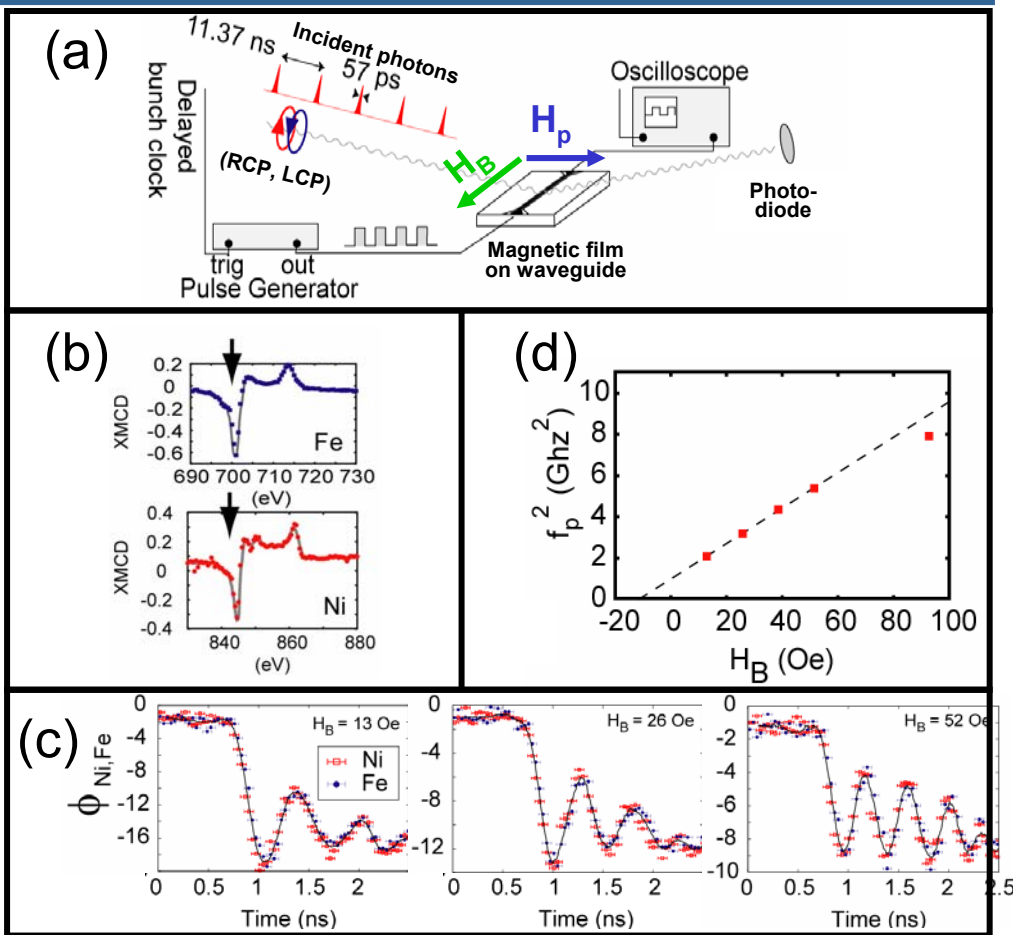 (a)
11.37 ns
Incident photons
57 ps
Delayed
bunch clock
(RCP, LCP)
Oscilloscope
H_p
H_B
Photo-
diode
Magnetic film
on waveguide
trig out
Pulse Generator
(b)
XMCD
0.2
0
-0.2
-0.4
-0.6
Fe
690 700 710 720 730
(eV)
XMCD
0.4
0.2
0
-0.2
-0.4
Ni
840 860 880
(eV)
(d)
f_p^2 (Ghz^2)
10
8
6
4
2
0
-20 0 20 40 60 80 100
H_B (Oe)
(c)
ϕ Ni,Fe
0
-4
-8
-12
-16
H_B = 13 Oe
Ni
Fe
0 0.5 1 1.5 2
Time (ns)
0
-4
-8
-12
H_B = 26 Oe
0 0.5 1 1.5 2
Time (ns)
0
-2
-4
-6
-8
-10
H_B = 52 Oe
0 0.5 1 1.5 2 2.5
Time (ns)